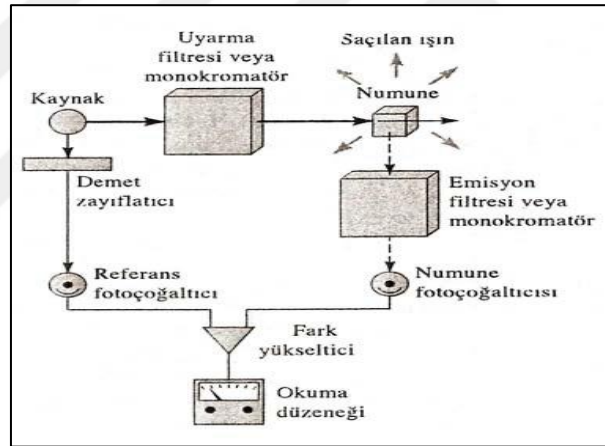 Uyarma
filtresi veya
monokromatör
Saçılan ışın
Kaynak
Numune
Demet
zayıflatıcı
Emisyon
filtresi veya
monokromatör
Referans
fotoçoğaltıcı
Numune
fotoçoğaltıcısı
Fark
yükseltici
Okuma
düzeneği